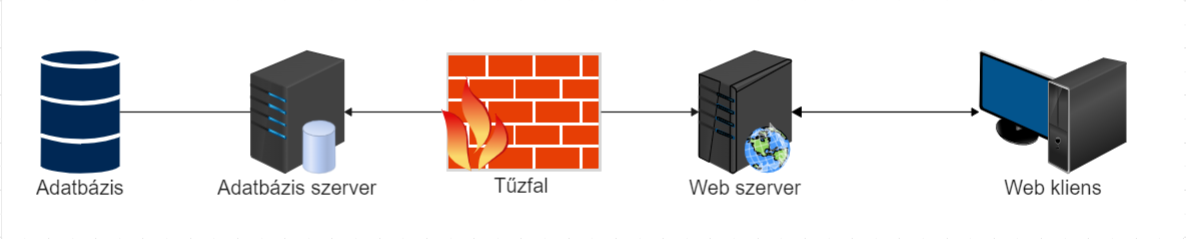 Adatbázis
Adatbázis szerver
Tűzfal
Web szerver
Web kliens